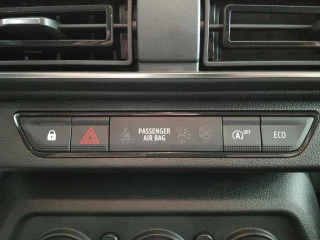 PASSENGER
AIR BAG
A OFF
ECO